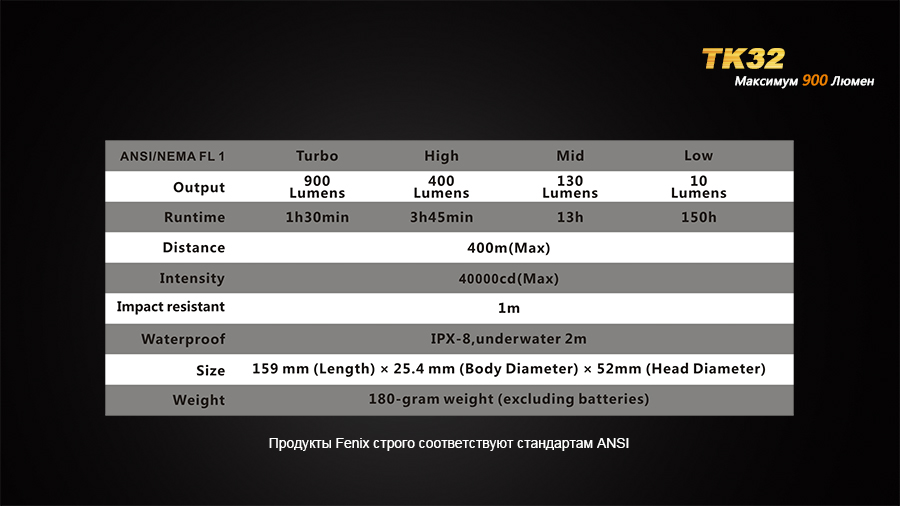 TK32
Максимум 900 Люмен
ANSI/NEMA FL 1 Turbo High Mid Low
Output 900 Lumens 400 Lumens 130 Lumens 10 Lumens
Runtime 1h30min 3h45min 13h 150h
Distance 400m(Max)
Intensity 40000cd(Max)
Impact resistant 1m
Waterproof IPX-8,underwater 2m
Size 159 mm (Length) × 25.4 mm (Body Diameter) × 52mm (Head Diameter)
Weight 180-gram weight (excluding batteries)
Продукты Fenix строго соответствуют стандартам ANSI